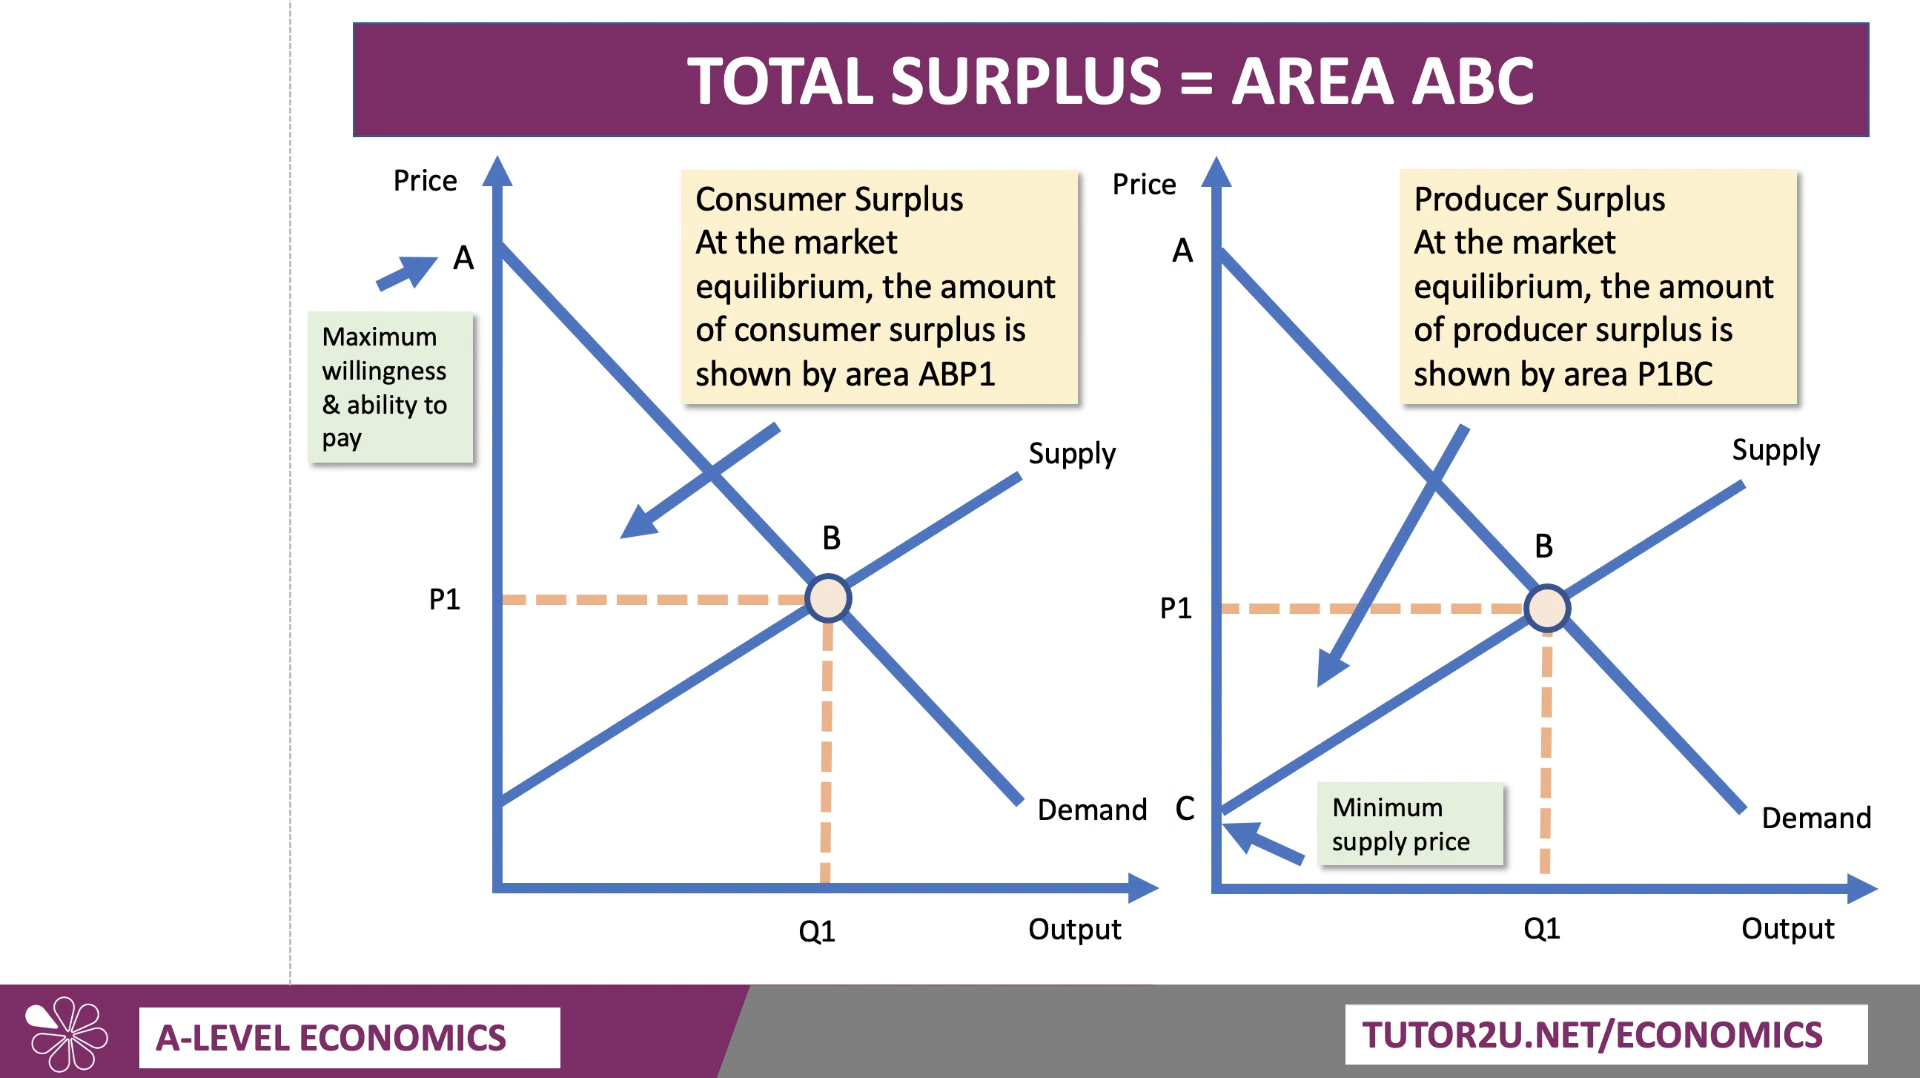 TOTAL SURPLUS = AREA ABC
Price
A
Maximum
willingness
& ability to
pay
Consumer Surplus
At the market
equilibrium, the amount
of consumer surplus is
shown by area ABP1
Supply
B
P1
Demand
Q1
Output
Price
A
Producer Surplus
At the market
equilibrium, the amount
of producer surplus is
shown by area P1BC
Supply
B
P1
C
Minimum
supply price
Demand
Q1
Output
A-LEVEL ECONOMICS
TUTOR2U.NET/ECONOMICS